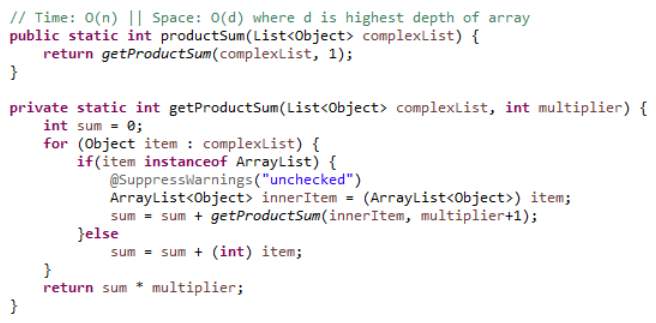 // Time: O(n) || Space: O(d) where d is highest depth of array
public static int productSum(List<Object> complexList) {
    return getProductSum(complexList, 1);
}

private static int getProductSum(List<Object> complexList, int multiplier) {
    int sum = 0;
    for (Object item : complexList) {
        if(item instanceof ArrayList) {
            @SuppressWarnings("unchecked")
            ArrayList<Object> innerItem = (ArrayList<Object>) item;
            sum = sum + getProductSum(innerItem, multiplier+1);
        }else
            sum = sum + (int) item;
    }
    return sum * multiplier;
}